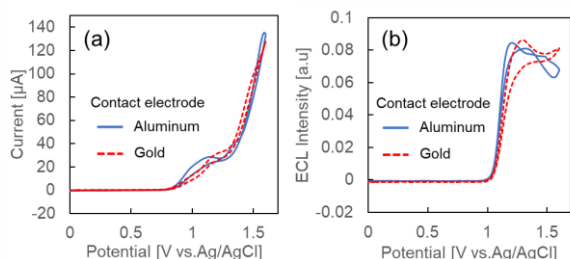 (a)
Current [µA]
140
120
100
80
60
40
20
0
-20
Contact electrode
Aluminum
Gold
0
0.5
1
1.5
Potential [V vs.Ag/AgCl]
(b)
ECL Intensity [a.u]
0.1
0.08
0.06
0.04
0.02
0
-0.02
Contact electrode
Aluminum
Gold
0
0.5
1
1.5
Potential [V vs.Ag/AgCl]